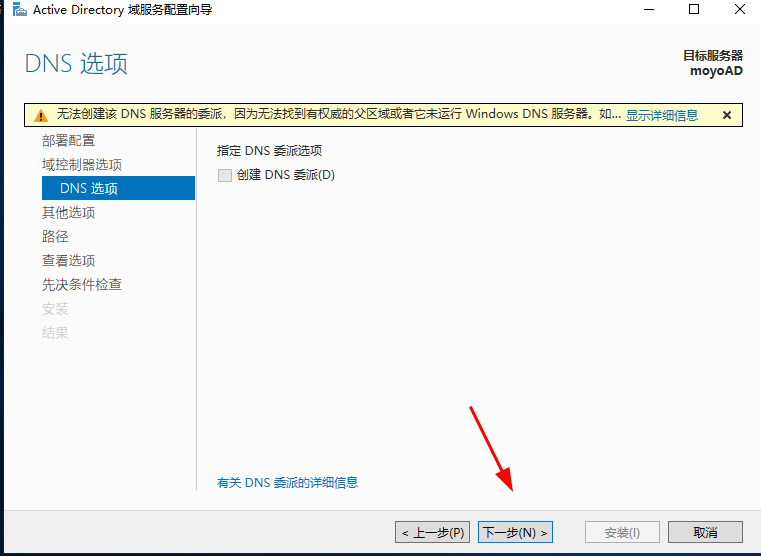 Active Directory 域服务配置向导
DNS 选项
目标服务器
moyoAD
无法创建该 DNS 服务器的委派，因为无法找到有权威的父区域或者它未运行 Windows DNS 服务器。如... 显示详细信息
部署配置
域控制器选项
DNS 选项
其他选项
路径
查看选项
先决条件检查
安装
结果
指定 DNS 委派选项
创建 DNS 委派(D)
有关 DNS 委派的详细信息
< 上一步(P)
下一步(N) >
安装(I)
取消